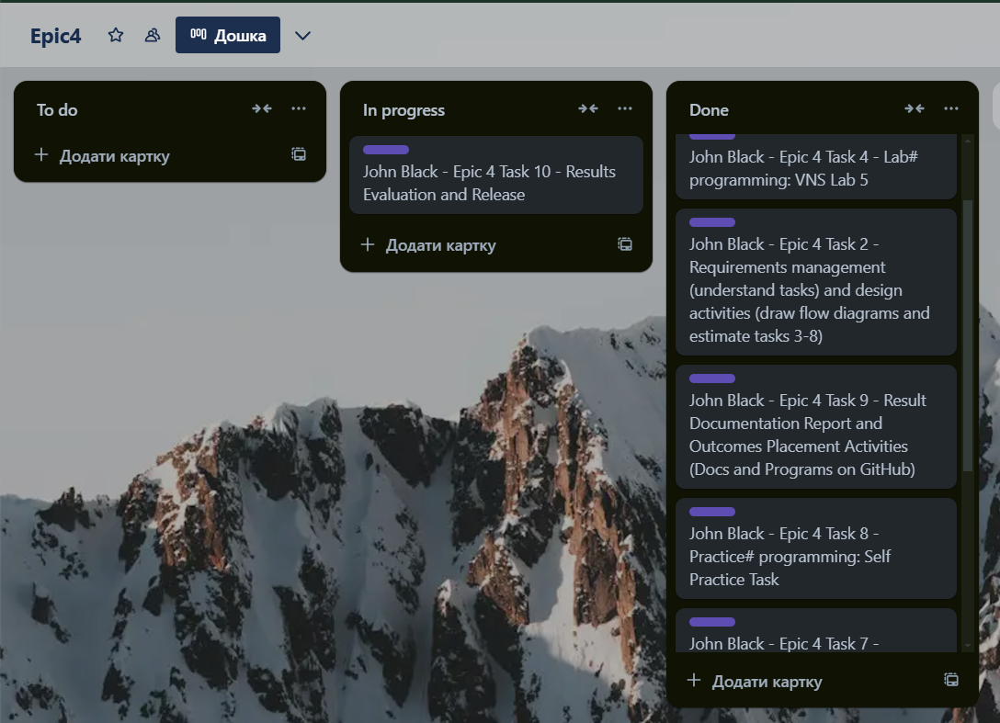 Epic4
Дошка
To do
Додати картку
In progress
John Black - Epic 4 Task 10 - Results
Evaluation and Release
Додати картку
Done
John Black - Epic 4 Task 4 - Lab#
programming: VNS Lab 5
John Black - Epic 4 Task 2 -
Requirements management
(understand tasks) and design
activities (draw flow diagrams and
estimate tasks 3-8)
John Black - Epic 4 Task 9 - Result
Documentation Report and
Outcomes Placement Activities
(Docs and Programs on GitHub)
John Black - Epic 4 Task 8 -
Practice# programming: Self
Practice Task
John Black - Epic 4 Task 7 -
Додати картку